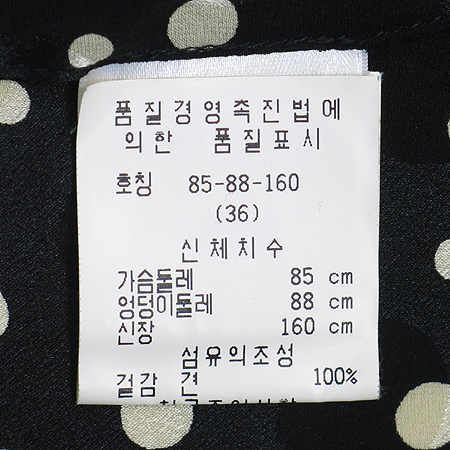 품질경영촉진법에
의한 품질표시
호칭 85-88-160
(36)
신체치수
가슴둘레 85 cm
엉덩이둘레 88 cm
신장 160 cm
섬유의조성
겉감 견 100%